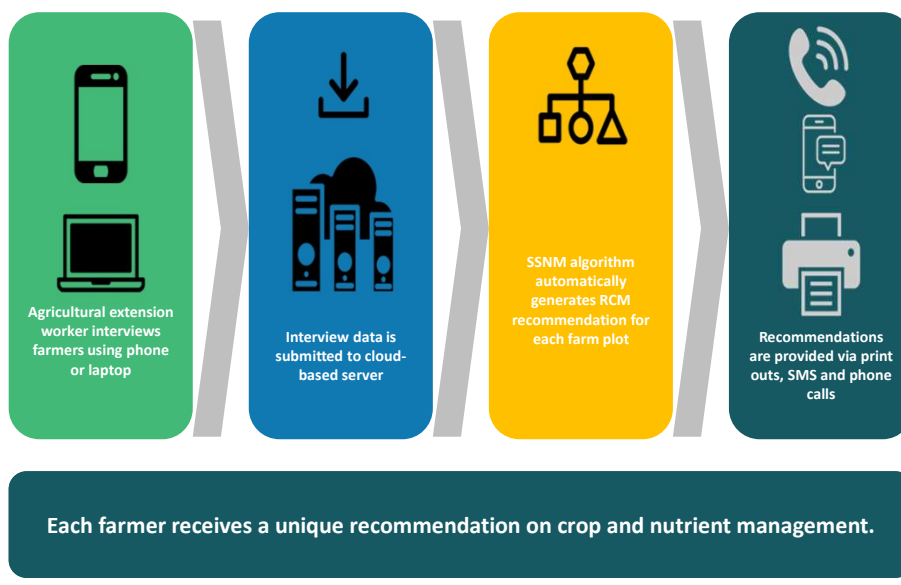 Agricultural extension
worker interviews
farmers using phone
or laptop
Interview data is
submitted to cloud-
based server
SSNM algorithm
automatically
generates RCM
recommendation for
each farm plot
Recommendations
are provided via print
outs, SMS and phone
calls
Each farmer receives a unique recommendation on crop and nutrient management.